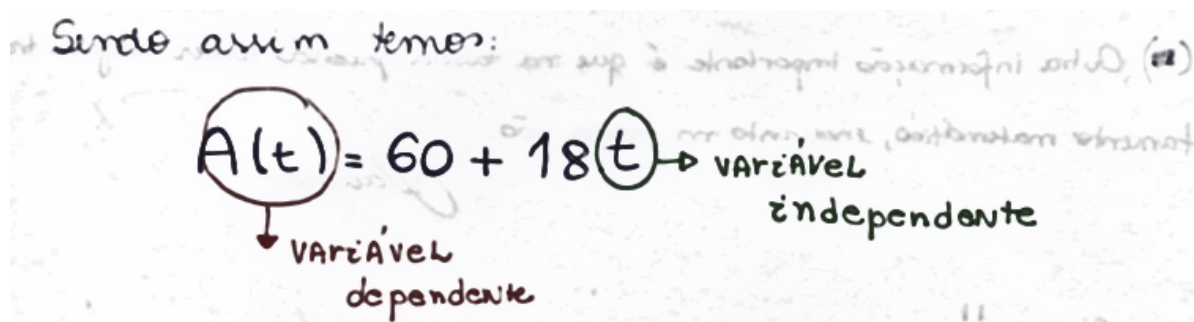 Sendo assim temos:
A(t) = 60 + 18t → VARIÁVEL
independente
VARIÁVEL
dependente